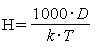 H = 1000 · D / k · T